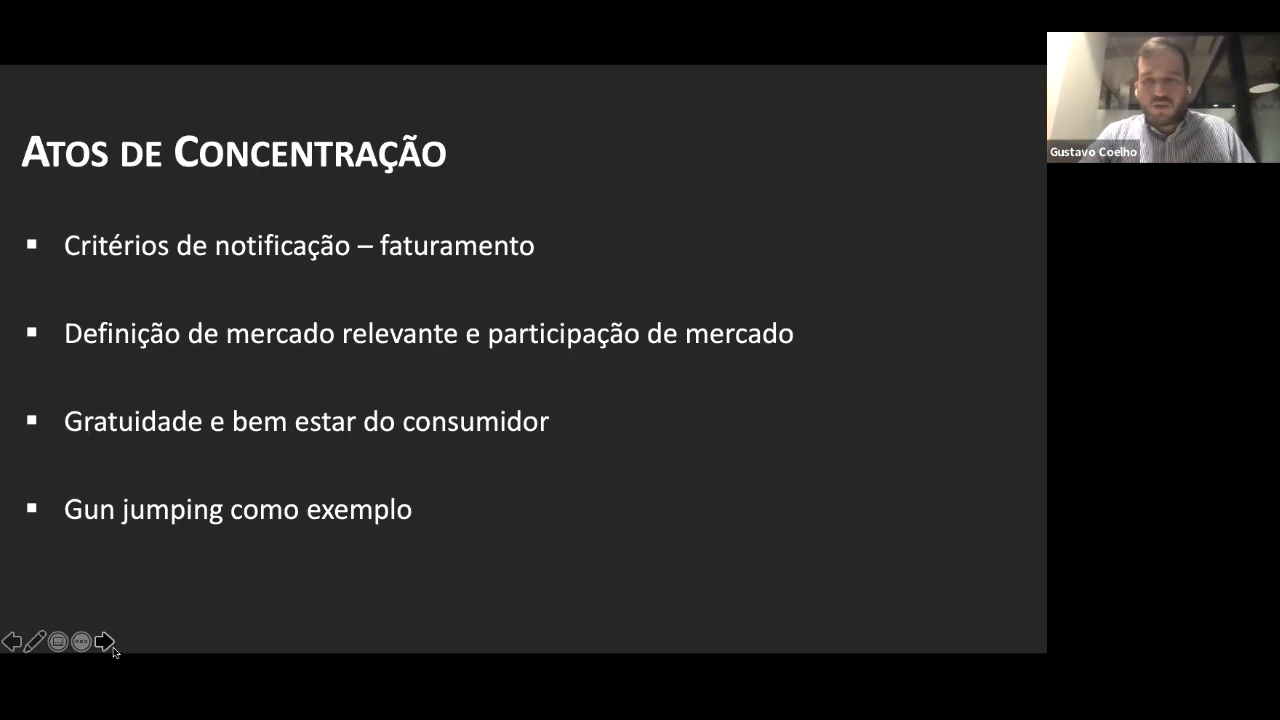 ATOS DE CONCENTRAÇÃO
▪ Critérios de notificação – faturamento
▪ Definição de mercado relevante e participação de mercado
▪ Gratuidade e bem estar do consumidor
▪ Gun jumping como exemplo
Gustavo Coelho